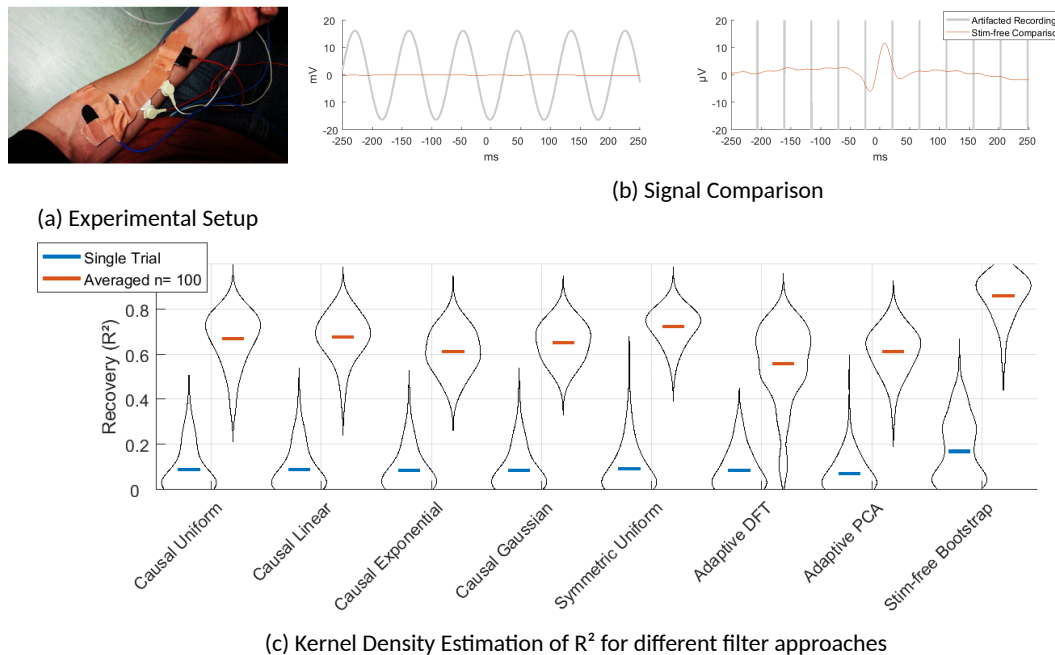 mV
20
10
0
10
20
-250
-200
-150
-100
-50
0
50
100
150
200
250
ms
µV
20
10
0
-10
-20
-250
-200
-150
-100
-50
0
50
100
150
200
250
ms
Artifacted Recording
Stim-free Comparison
(b) Signal Comparison
(a) Experimental Setup
Single Trial
Averaged n= 100
Recovery (R²)
0.8
0.6
0.4
0.2
0
Causal Uniform
Causal Linear
Causal Exponential
Causal Gaussian
Symmetric Uniform
Adaptive DFT
Adaptive PCA
Stim-free Bootstrap
(c) Kernel Density Estimation of R² for different filter approaches